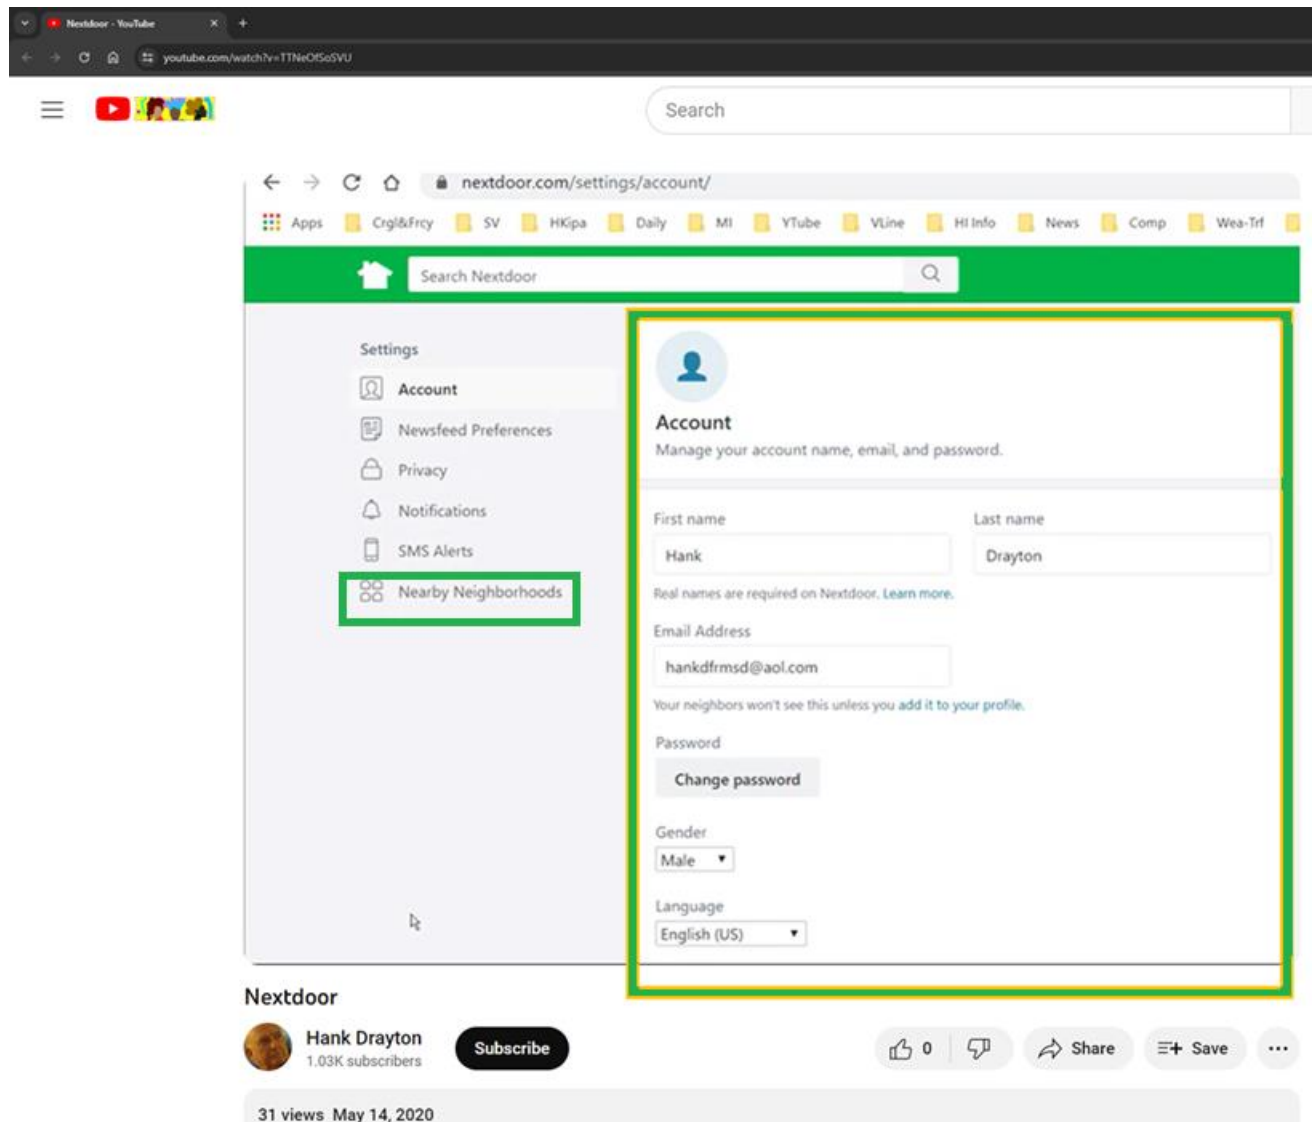 Nextdoor - YouTube
youtube.com/watch?v=TTNeOfSoSVU
Search
nextdoor.com/settings/account/
Apps Crgl&Frcy SV HKipa Daily MI YTube VLine HI Info News Comp Wea-Trf
Search Nextdoor
Settings
Account
Newsfeed Preferences
Privacy
Notifications
SMS Alerts
Nearby Neighborhoods
Account
Manage your account name, email, and password.
First name Last name
Hank Drayton
Real names are required on Nextdoor. Learn more.
Email Address
hankdfrmsd@aol.com
Your neighbors won't see this unless you add it to your profile.
Password
Change password
Gender
Male
Language
English (US)
Nextdoor
Hank Drayton
1.03K subscribers
Subscribe
0 Share Save
31 views May 14, 2020